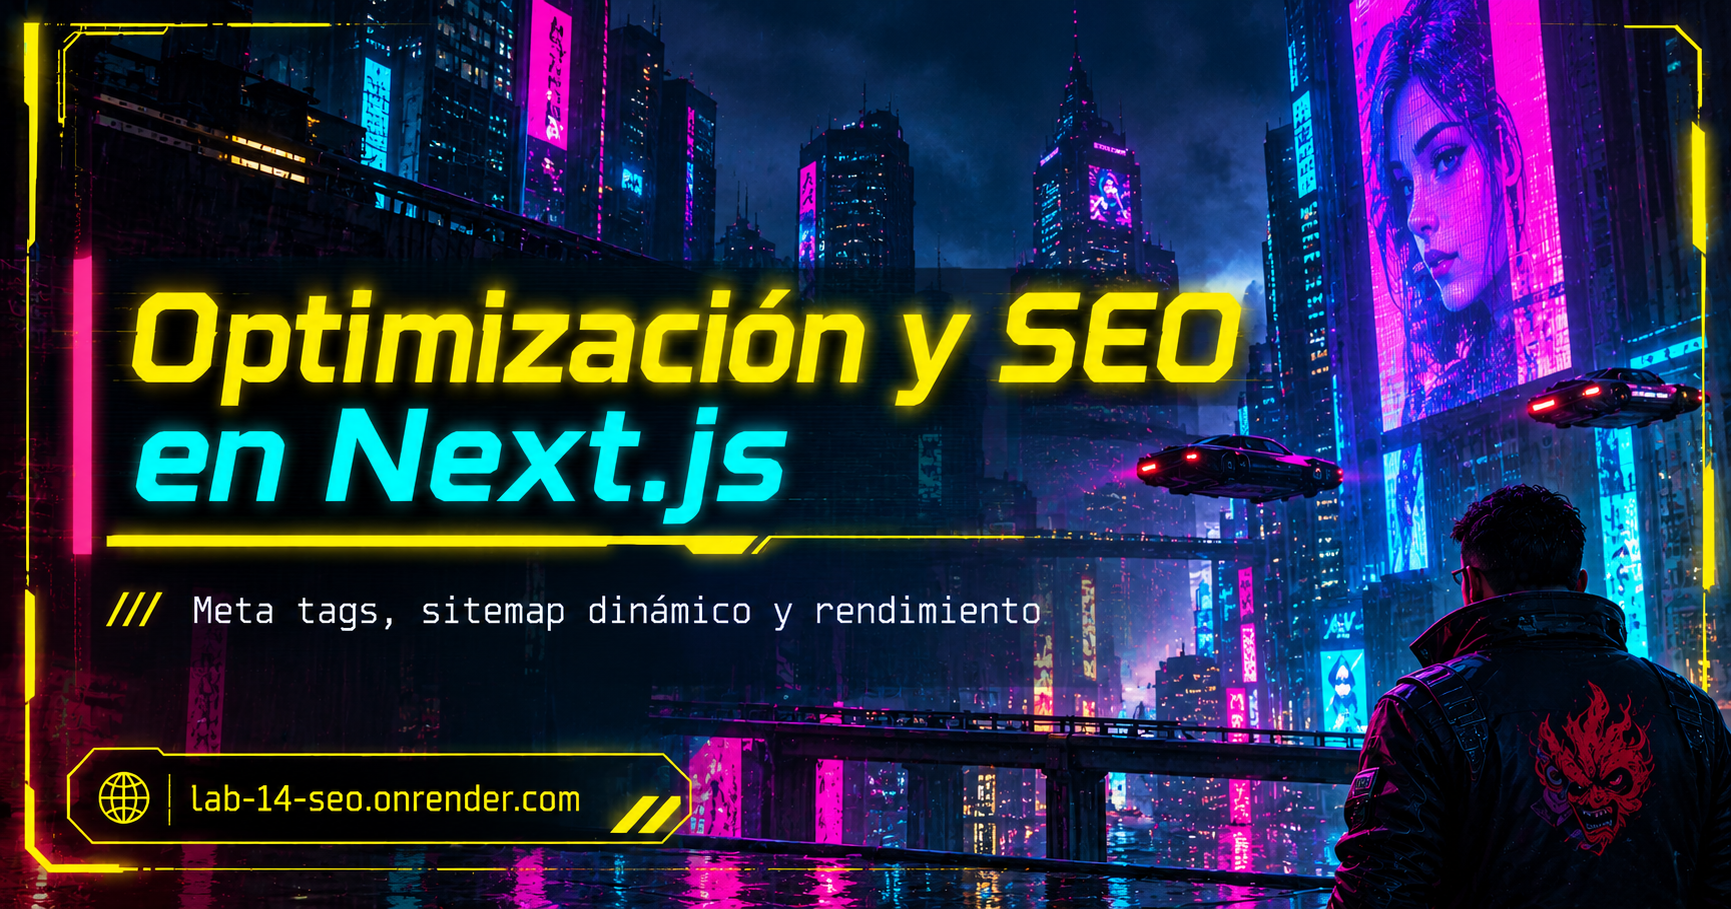 Optimización y SEO
en Next.js
/// Meta tags, sitemap dinámico y rendimiento
lab-14-seo.onrender.com